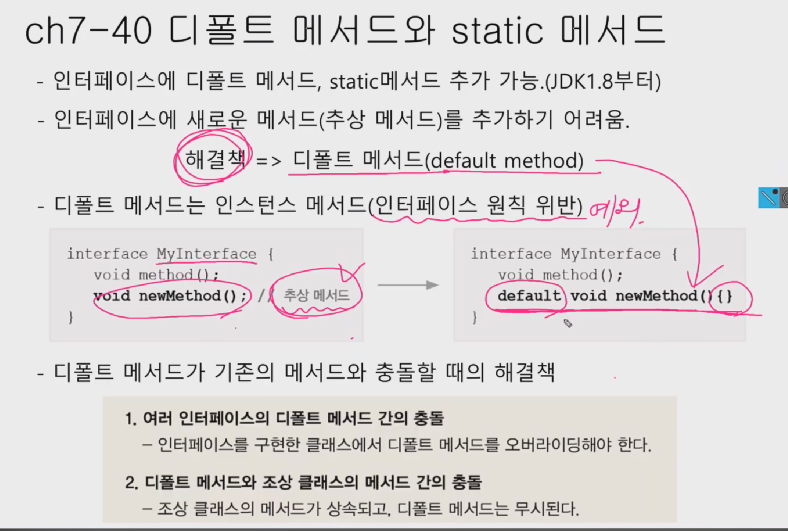 ch7-40 디폴트 메서드와 static 메서드
- 인터페이스에 디폴트 메서드, static메서드 추가 가능.(JDK1.8부터)
- 인터페이스에 새로운 메서드(추상 메서드)를 추가하기 어려움.
해결책 => 디폴트 메서드(default method)
- 디폴트 메서드는 인스턴스 메서드(인터페이스 원칙 위반) 예외.
interface MyInterface {
void method();
void newMethod(); // 추상 메서드
}
interface MyInterface {
void method();
default void newMethod(){}
}
- 디폴트 메서드가 기존의 메서드와 충돌할 때의 해결책
1. 여러 인터페이스의 디폴트 메서드 간의 충돌
- 인터페이스를 구현한 클래스에서 디폴트 메서드를 오버라이딩해야 한다.
2. 디폴트 메서드와 조상 클래스의 메서드 간의 충돌
- 조상 클래스의 메서드가 상속되고, 디폴트 메서드는 무시된다.